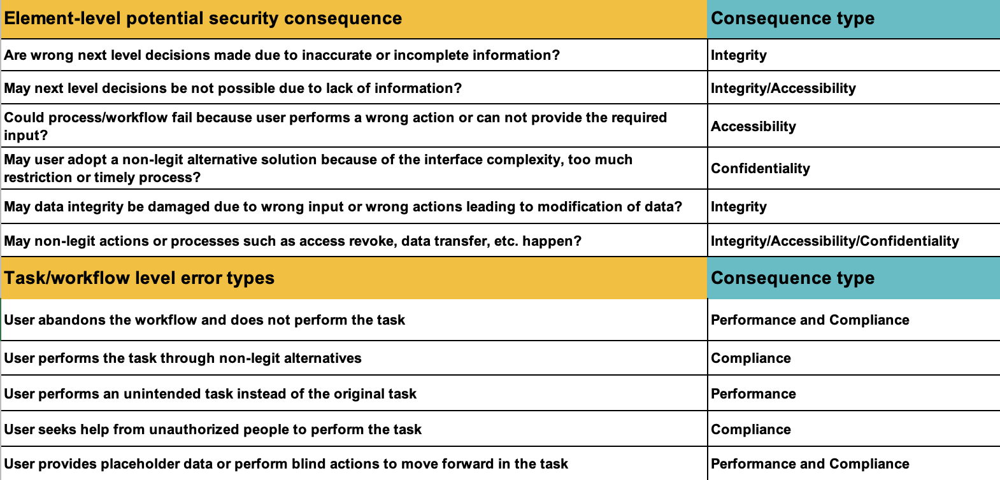 Element-level potential security consequence Consequence type
Are wrong next level decisions made due to inaccurate or incomplete information? Integrity
May next level decisions be not possible due to lack of information? Integrity/Accessibility
Could process/workflow fail because user performs a wrong action or can not provide the required
input? Accessibility
May user adopt a non-legit alternative solution because of the interface complexity, too much
restriction or timely process? Confidentiality
May data integrity be damaged due to wrong input or wrong actions leading to modification of data? Integrity
May non-legit actions or processes such as access revoke, data transfer, etc. happen? Integrity/Accessibility/Confidentiality
Task/workflow level error types Consequence type
User abandons the workflow and does not perform the task Performance and Compliance
User performs the task through non-legit alternatives Compliance
User performs an unintended task instead of the original task Performance
User seeks help from unauthorized people to perform the task Compliance
User provides placeholder data or perform blind actions to move forward in the task Performance and Compliance